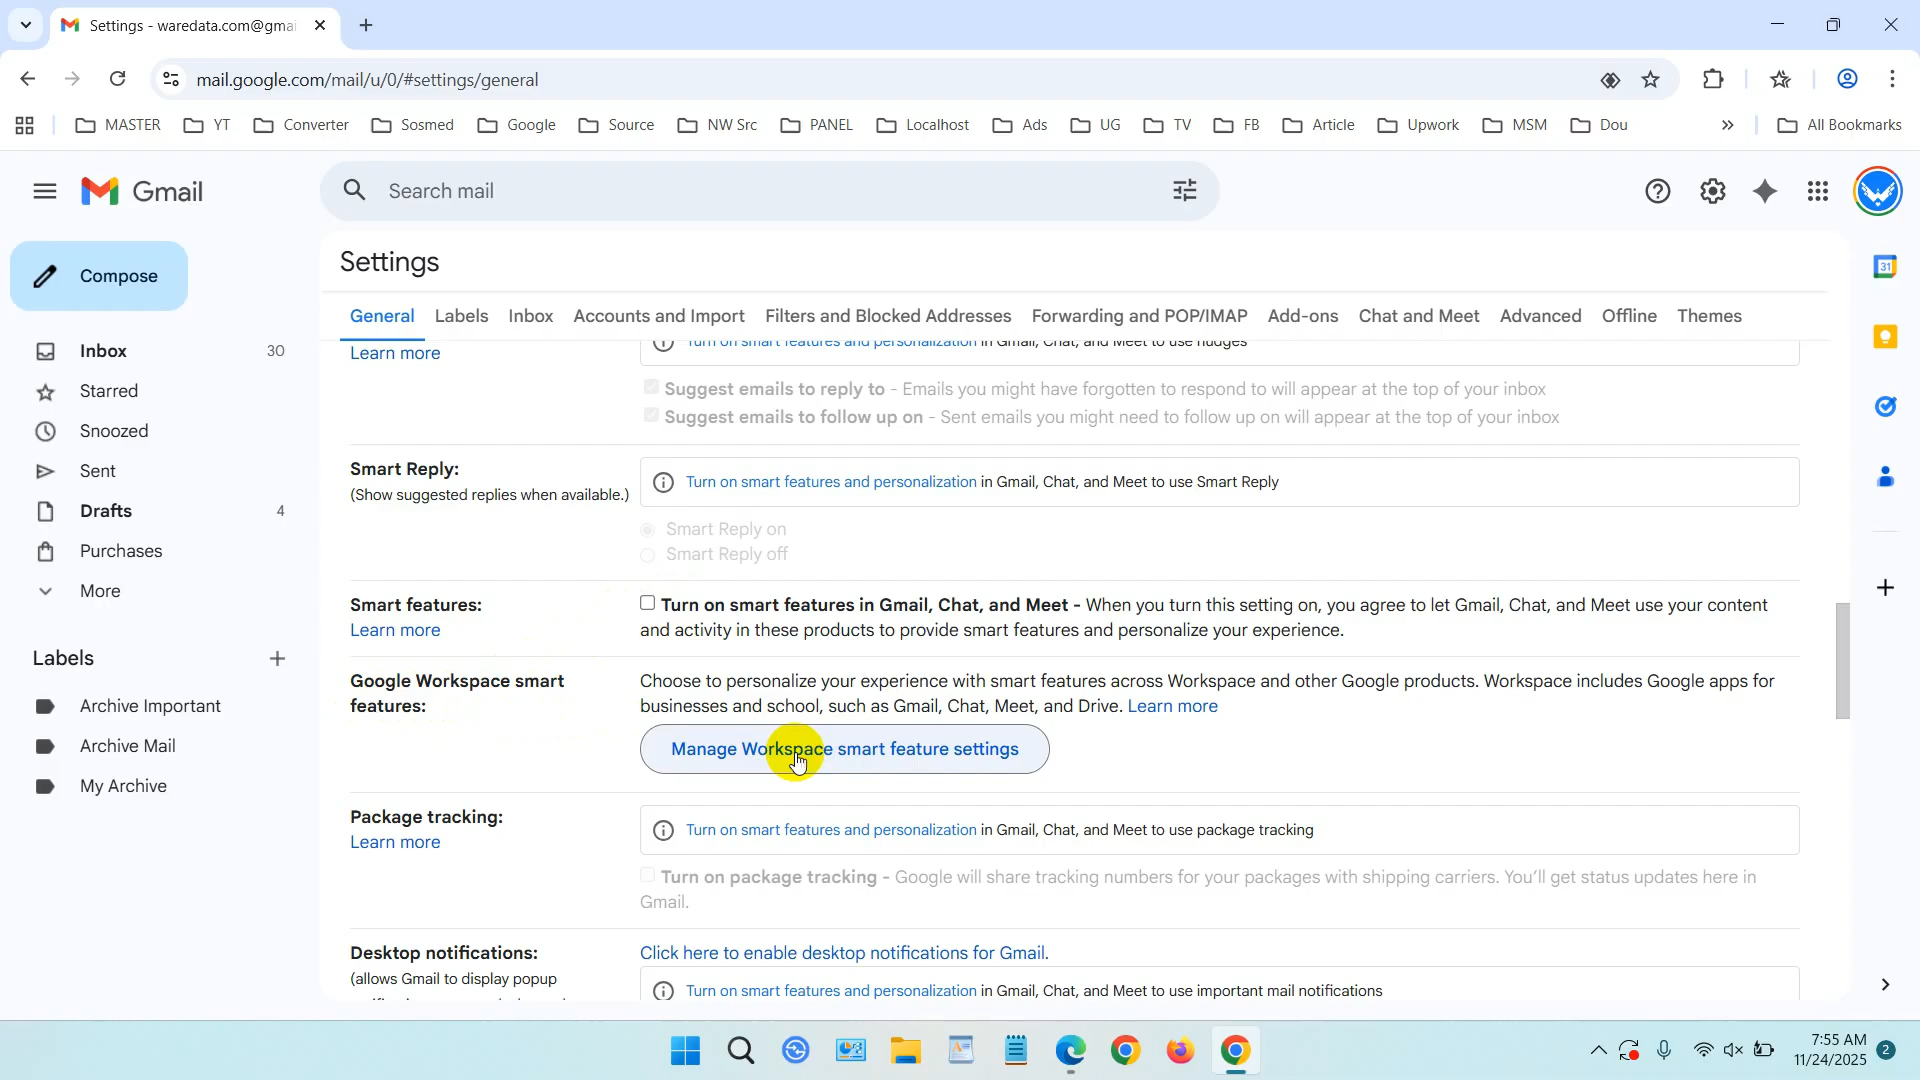 Settings - waredata.com@gmai
mail.google.com/mail/u/0/#settings/general
MASTER YT Converter Sosmed Google Source NW Src PANEL Localhost Ads UG TV FB Article Upwork MSM Dou » All Bookmarks
Gmail
Search mail
Compose
Inbox 30
Starred
Snoozed
Sent
Drafts 4
Purchases
More
Labels
Archive Important
Archive Mail
My Archive
Settings
General Labels Inbox Accounts and Import Filters and Blocked Addresses Forwarding and POP/IMAP Add-ons Chat and Meet Advanced Offline Themes
Learn more
Turn on smart features and personalization in Gmail, Chat, and Meet to use nudges
Suggest emails to reply to - Emails you might have forgotten to respond to will appear at the top of your inbox
Suggest emails to follow up on - Sent emails you might need to follow up on will appear at the top of your inbox
Smart Reply:
(Show suggested replies when available.)
Turn on smart features and personalization in Gmail, Chat, and Meet to use Smart Reply
Smart Reply on
Smart Reply off
Smart features:
Learn more
Turn on smart features in Gmail, Chat, and Meet - When you turn this setting on, you agree to let Gmail, Chat, and Meet use your content
and activity in these products to provide smart features and personalize your experience.
Google Workspace smart
features:
Choose to personalize your experience with smart features across Workspace and other Google products. Workspace includes Google apps for
businesses and school, such as Gmail, Chat, Meet, and Drive. Learn more
Manage Workspace smart feature settings
Package tracking:
Learn more
Turn on smart features and personalization in Gmail, Chat, and Meet to use package tracking
Turn on package tracking - Google will share tracking numbers for your packages with shipping carriers. You'll get status updates here in
Gmail.
Desktop notifications:
(allows Gmail to display popup
Click here to enable desktop notifications for Gmail.
Turn on smart features and personalization in Gmail, Chat, and Meet to use important mail notifications
31
7:55 AM
11/24/2025
2